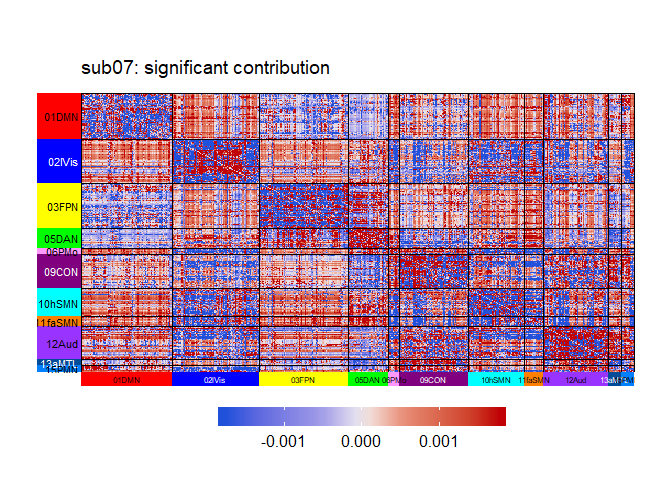 sub07: significant contribution
01DMN
02lVis
03FPN
05DAN
06PMo
09CON
10hSMN
11faSMN
12Aud
13aMTL
01DMN
02lVis
03FPN
05DAN
06PMo
09CON
10hSMN
11faSMN
12Aud
-0.001
0.000
0.001